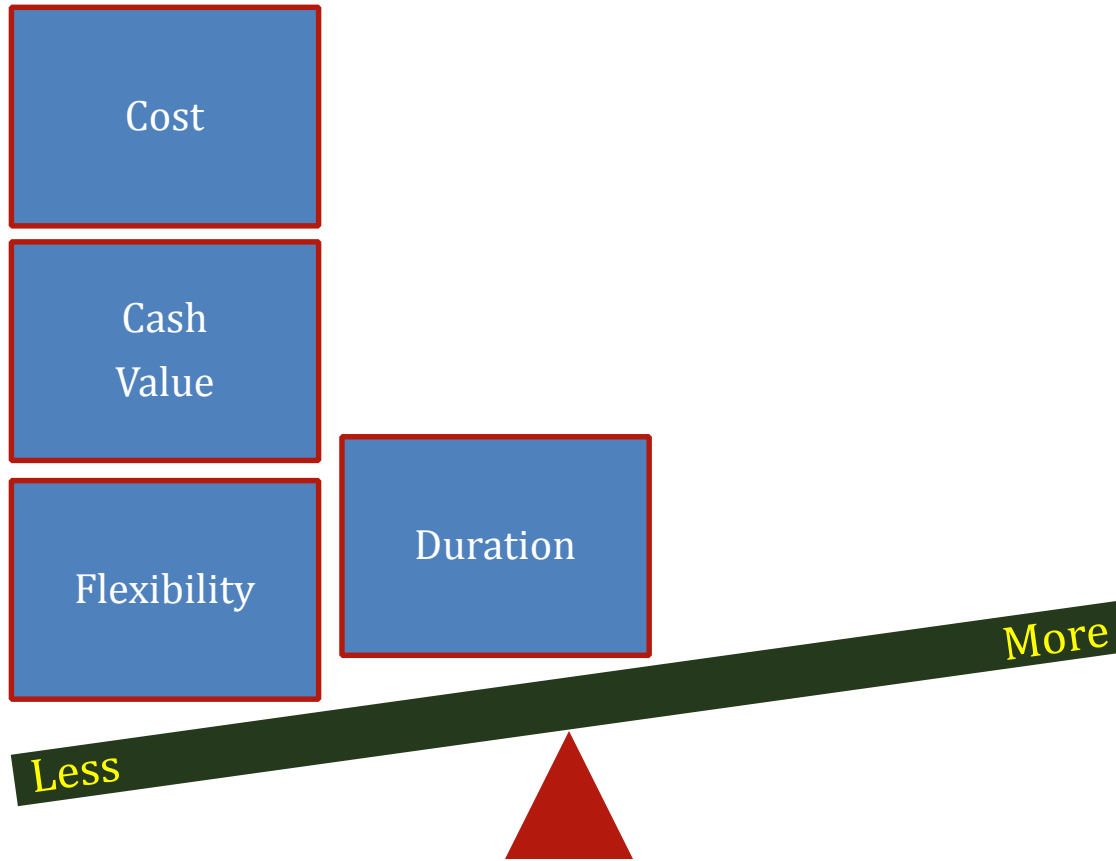 Cost
Cash
Value
Flexibility
Duration
More
Less